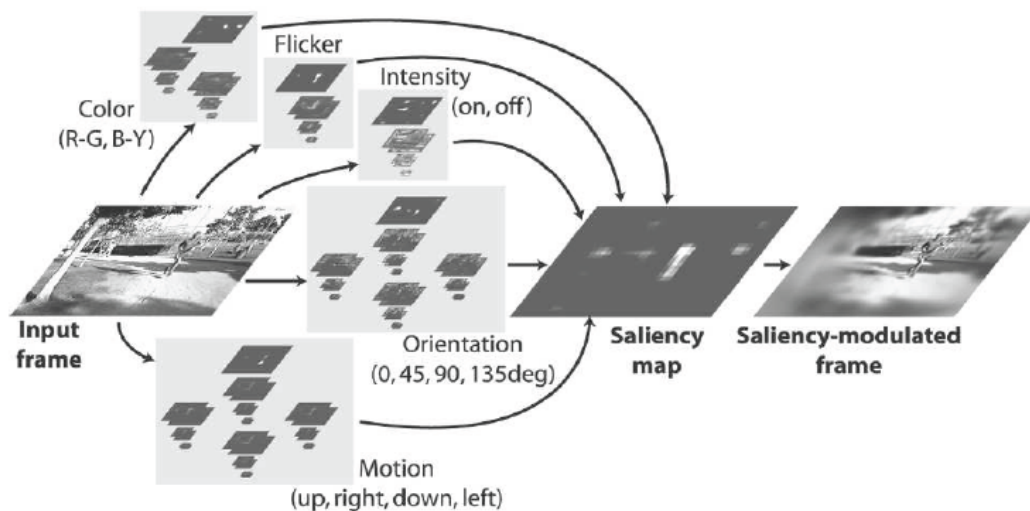 Flicker
Intensity
(on, off)
Color
(R-G, B-Y)
Input
frame
Orientation
(0, 45, 90, 135deg)
Saliency
map
Saliency-modulated
frame
Motion
(up, right, down, left)